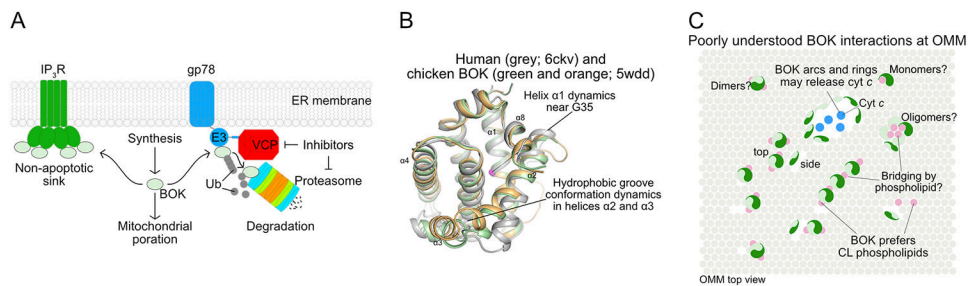 A
IP3R
gp78
ER membrane
E3
VCP
Synthesis
Inhibitors
Non-apoptotic
sink
BOK
Ub
Proteasome
Mitochondrial
poration
Degradation
B
Human (grey; 6ckv) and
chicken BOK (green and orange; 5wdd)
Helix α1 dynamics
near G35
α1
α8
α4
α2
Hydrophobic groove
conformation dynamics
in helices α2 and α3
α3
C
Poorly understood BOK interactions at OMM
Dimers?
BOK arcs and rings
may release cyt c
Monomers?
Cyt c
Oligomers?
top
side
Bridging by
phospholipid?
BOK prefers
CL phospholipids
OMM top view